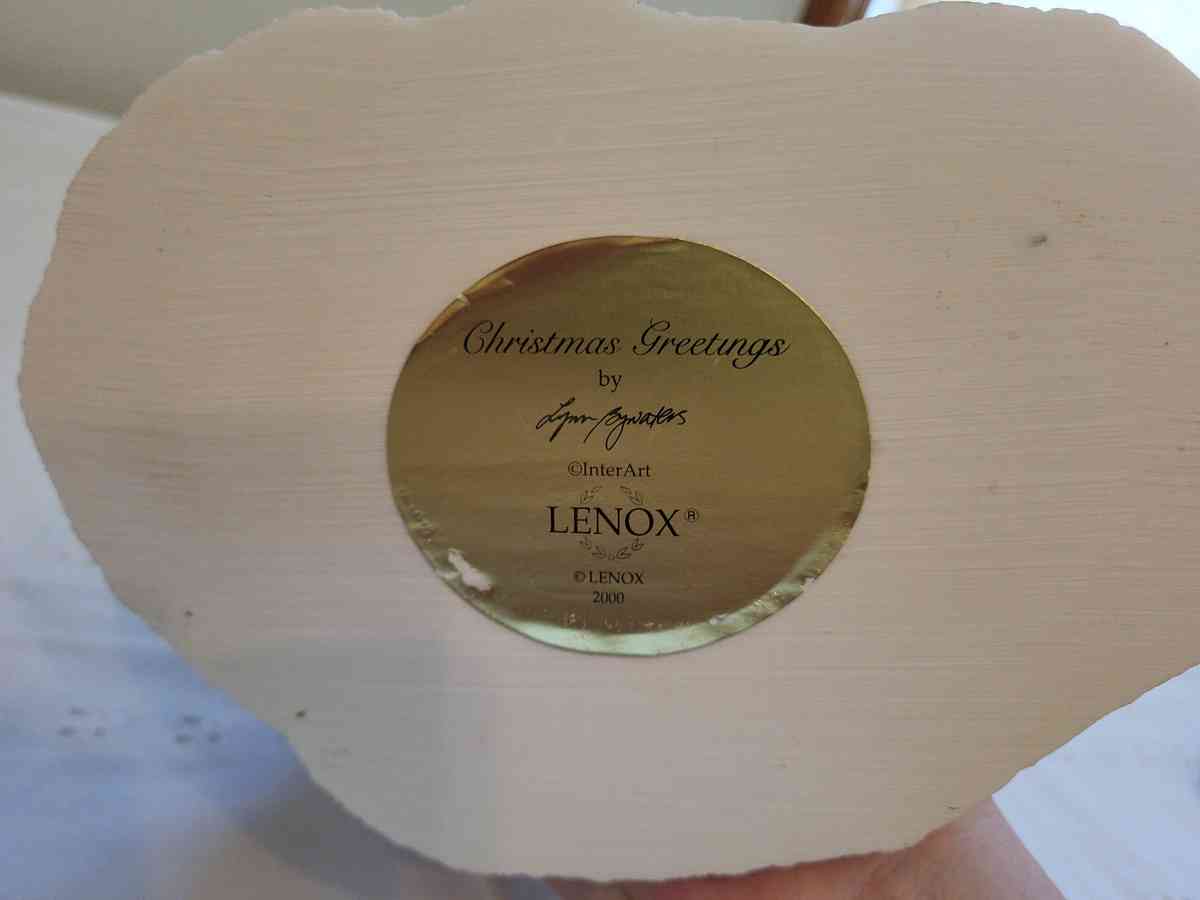 Christmas Greetings
by
Lynn Bywaters
©InterArt
LENOX®
© LENOX
2000